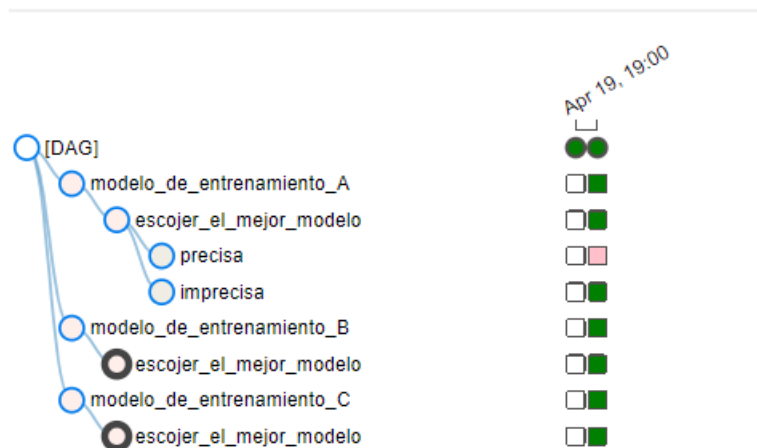 Apr 19, 19:00
[DAG]
modelo_de_entrenamiento_A
escojer_el_mejor_modelo
precisa
imprecisa
modelo_de_entrenamiento_B
escojer_el_mejor_modelo
modelo_de_entrenamiento_C
escojer_el_mejor_modelo